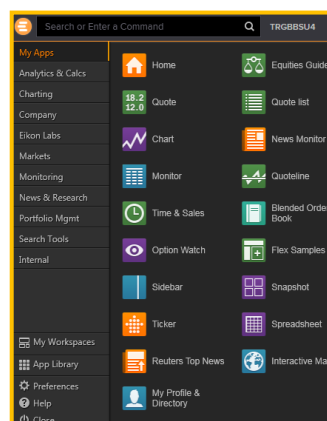 Search or Enter a Command
TRGBBSU4
My Apps
Analytics & Calcs
Charting
Company
Eikon Labs
Markets
Monitoring
News & Research
Portfolio Mgmt
Search Tools
Internal
My Workspaces
App Library
Preferences
Help
Close
Home
Equities Guide
18.2
12.0
Quote
Quote list
Chart
News Monitor
Monitor
Quoteline
Time & Sales
Blended Orde
Book
Option Watch
Flex Samples
Sidebar
Snapshot
Ticker
Spreadsheet
Reuters Top News
Interactive Ma
My Profile &
Directory